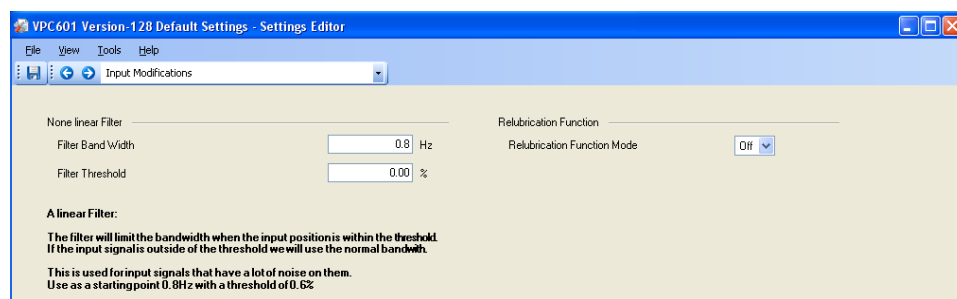 VPC601 Version-128 Default Settings - Settings Editor
File View Tools Help
Input Modifications
None linear Filter
Filter Band Width 0.8 Hz
Filter Threshold 0.00 %
Relubrication Function
Relubrication Function Mode Off
A linear Filter:
The filter will limit the bandwidth when the input position is within the threshold.
If the input signal is outside of the threshold we will use the normal bandwith.
This is used for input signals that have a lot of noise on them.
Use as a starting point 0.8Hz with a threshold of 0.6%